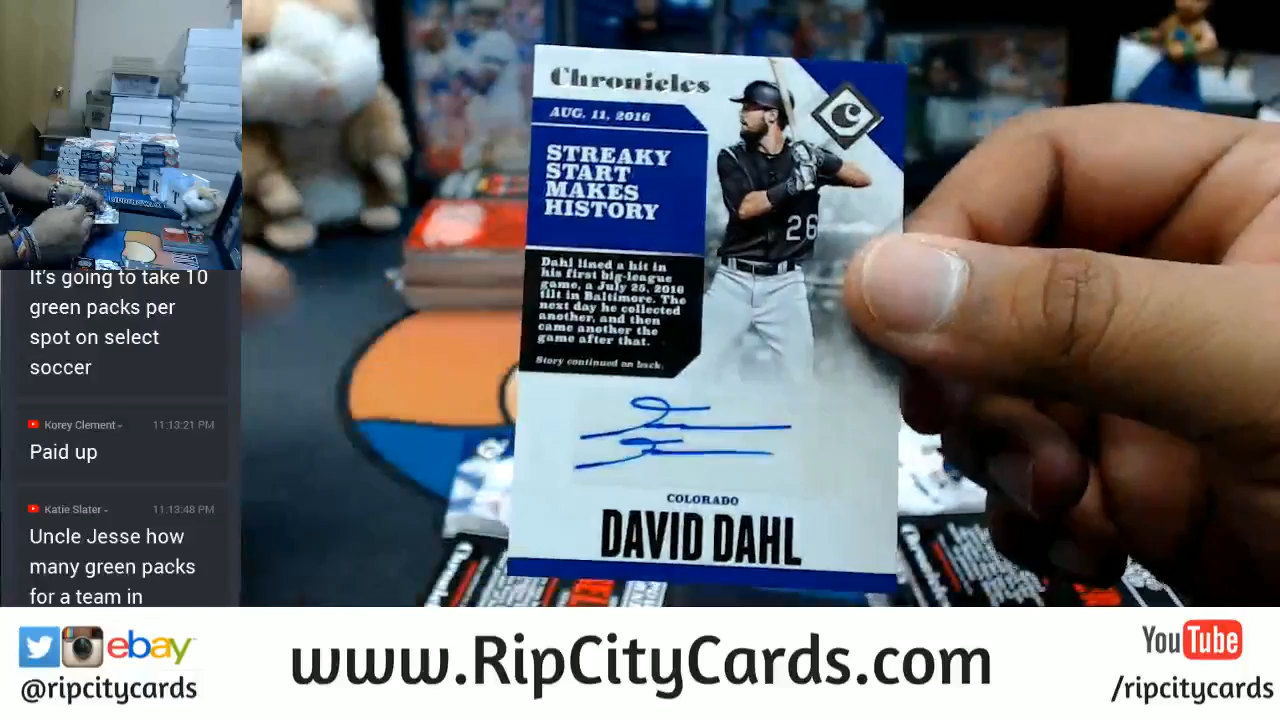 It's going to take 10
green packs per
spot on select
soccer
Korey Clement - 11:13:21 PM
Paid up
Katie Slater - 11:13:48 PM
Uncle Jesse how
many green packs
for a team in
Chronicles
C
AUG. 11, 2016
STREAKY
START
MAKES
HISTORY
Dahl lined a hit in
his first big-league
game, a July 25, 2016
tilt in Baltimore. The
next day he collected
another, and then
came another the
game after that.
Story continued on back.
26
COLORADO
DAVID DAHL
ebay
@ripcitycards
www.RipCityCards.com
YouTube
/ripcitycards